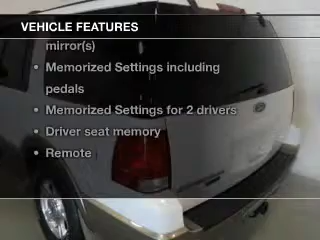 VEHICLE FEATURES
mirror(s)
• Memorized Settings including
pedals
• Memorized Settings for 2 drivers
• Driver seat memory
• Remote